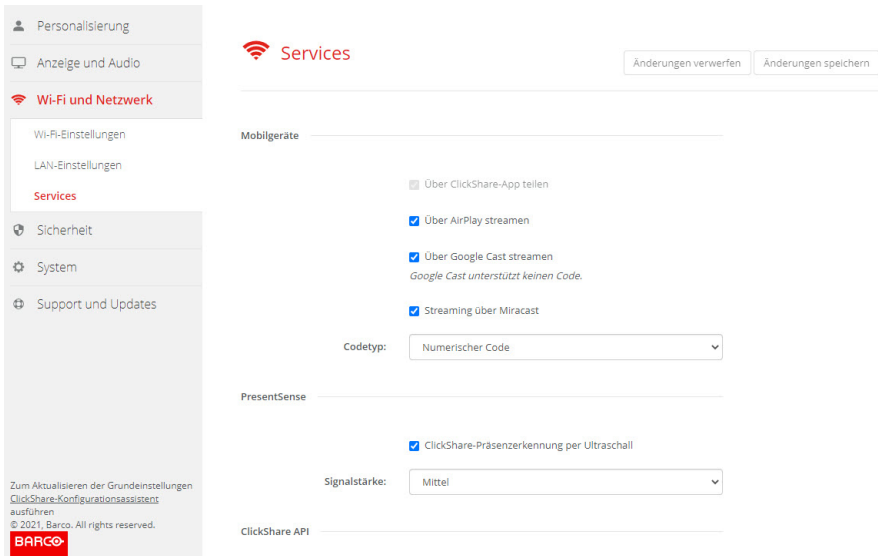 Personalisierung
Anzeige und Audio
Wi-Fi und Netzwerk
Wi-Fi-Einstellungen
LAN-Einstellungen
Services
Sicherheit
System
Support und Updates
Zum Aktualisieren der Grundeinstellungen
ClickShare-Konfigurationsassistent
ausführen
© 2021, Barco. All rights reserved.
BARCO
Services
Änderungen verwerfen
Änderungen speichern
Mobilgeräte
Über ClickShare-App teilen
Über AirPlay streamen
Über Google Cast streamen
Google Cast unterstützt keinen Code.
Streaming über Miracast
Codetyp: Numerischer Code
PresentSense
ClickShare-Präsenzerkennung per Ultraschall
Signalstärke: Mittel
ClickShare API